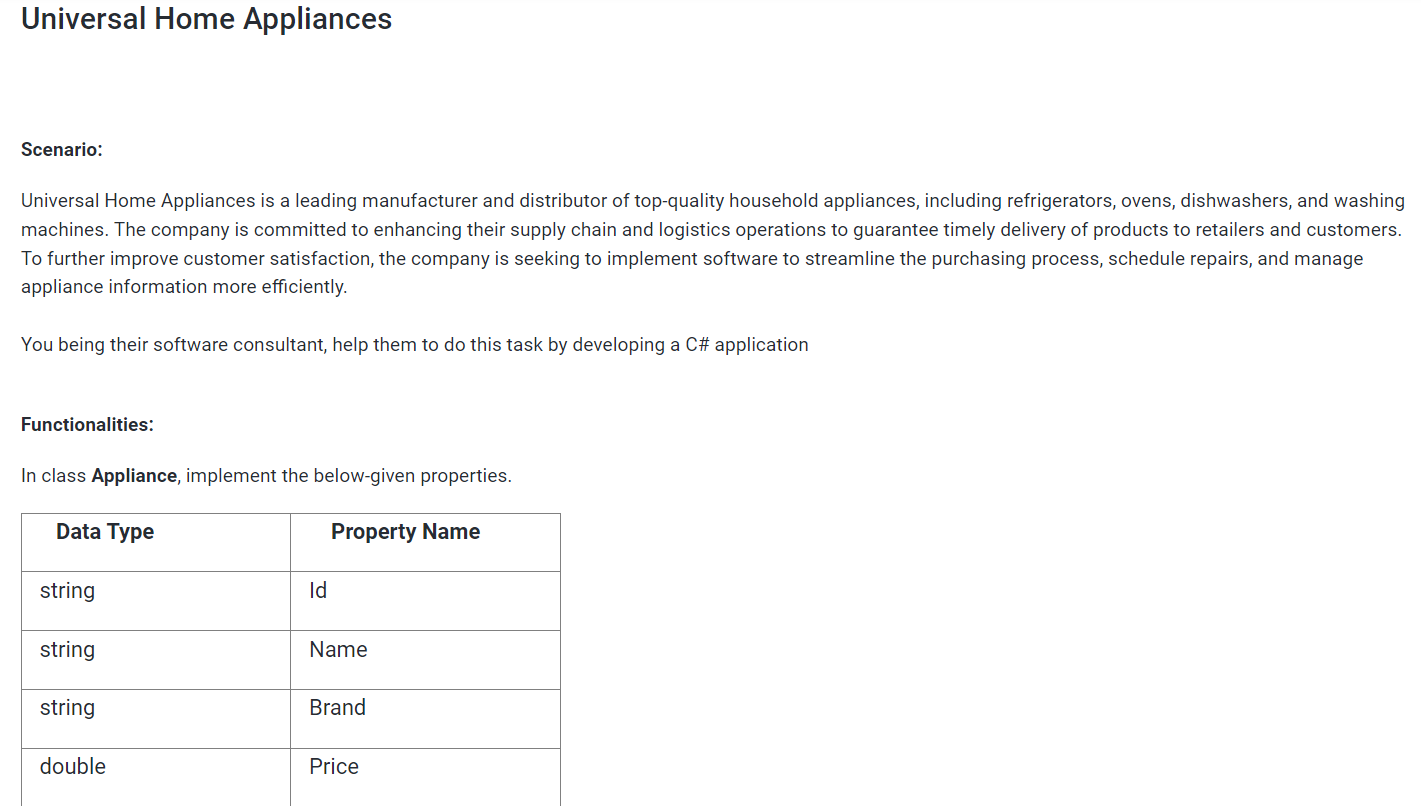 Universal Home Appliances
Scenario:
Universal Home Appliances is a leading manufacturer and distributor of top-quality household appliances, including refrigerators, ovens, dishwashers, and washing
machines. The company is committed to enhancing their supply chain and logistics operations to guarantee timely delivery of products to retailers and customers.
To further improve customer satisfaction, the company is seeking to implement software to streamline the purchasing process, schedule repairs, and manage
appliance information more efficiently.
You being their software consultant, help them to do this task by developing a C# application
Functionalities:
In class Appliance, implement the below-given properties.
Data Type Property Name
string Id
string Name
string Brand
double Price